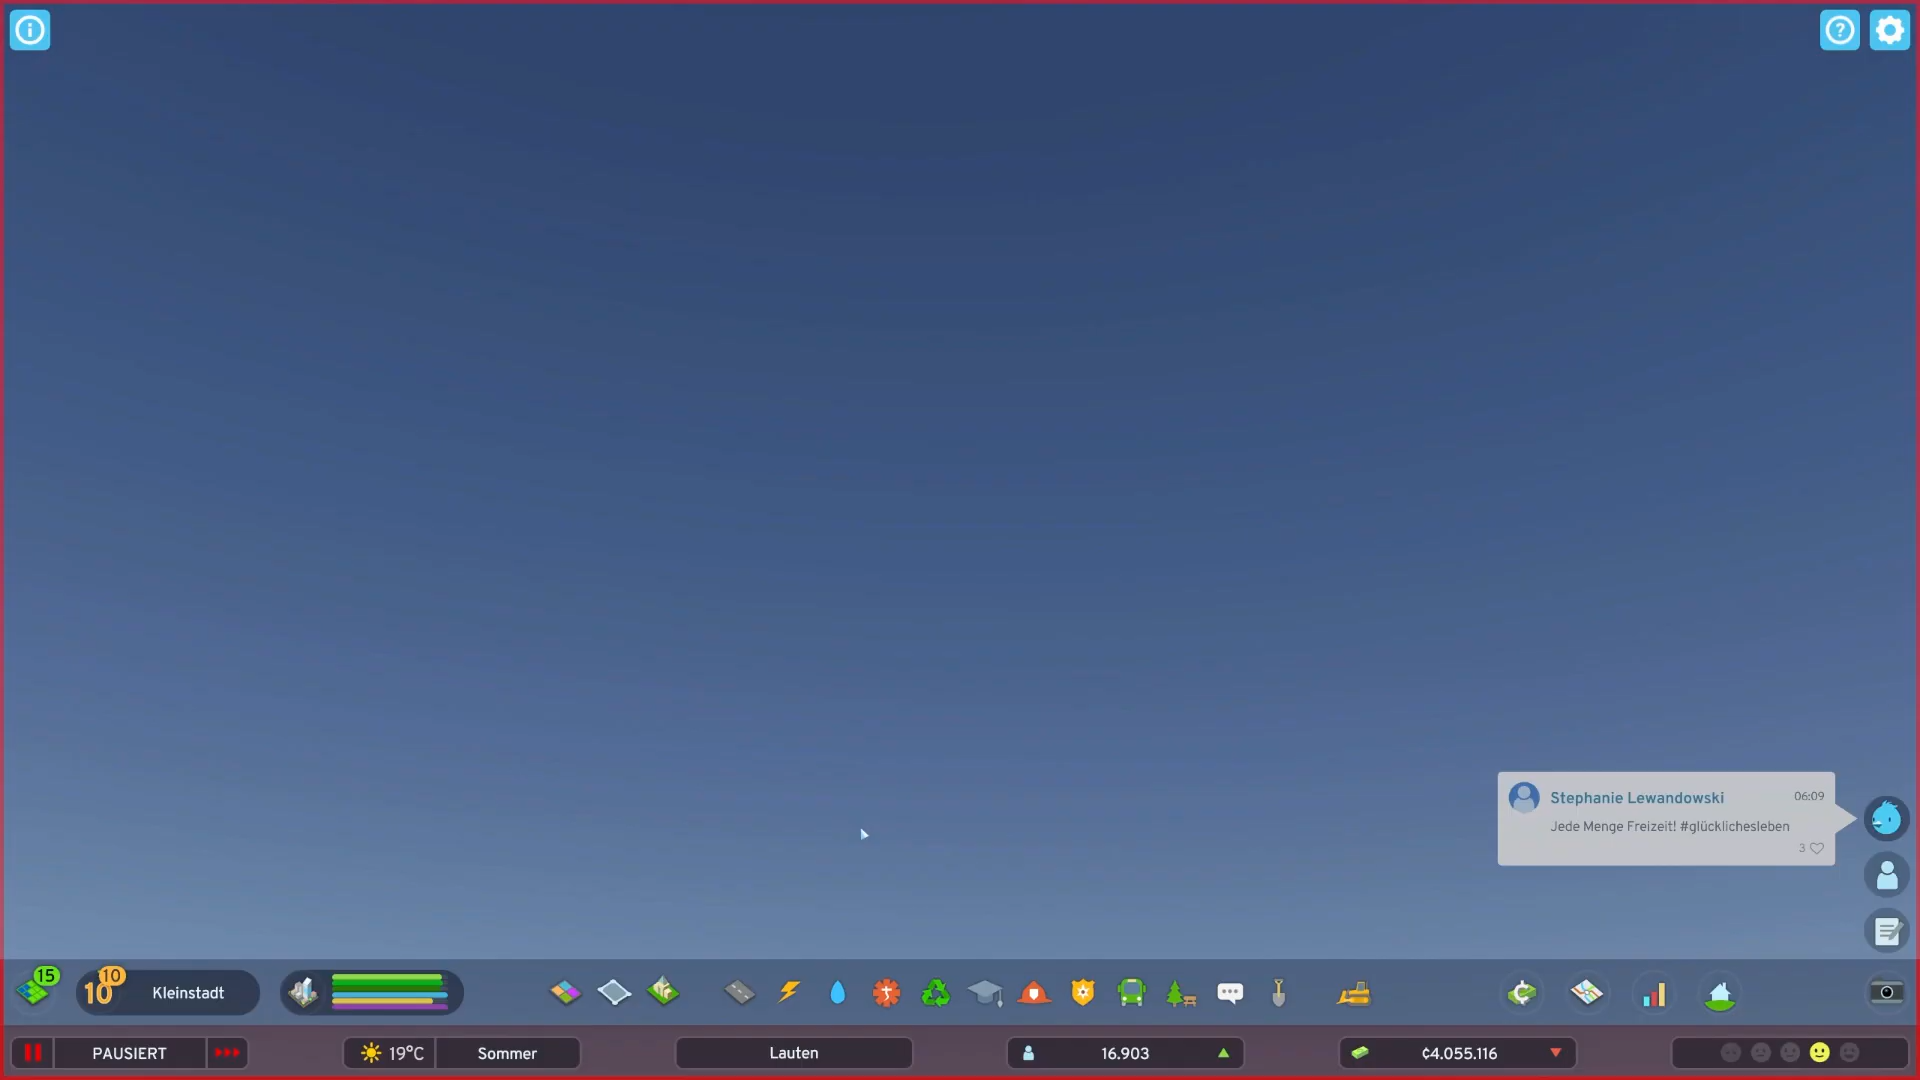 Stephanie Lewandowski 06:09
Jede Menge Freizeit! #glücklichesleben
3
15
10
10 Kleinstadt
PAUSIERT
19°C Sommer
Lauten
16.903
¢4.055.116